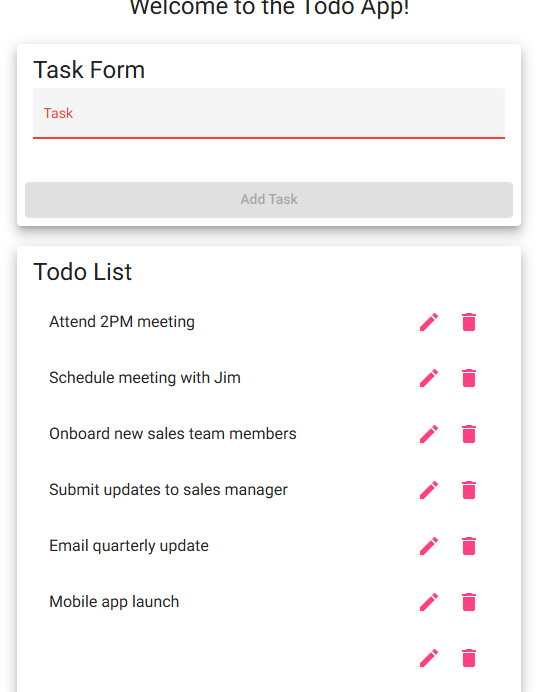 Welcome to the Todo App!
Task Form
Task
Add Task
Todo List
Attend 2PM meeting
Schedule meeting with Jim
Onboard new sales team members
Submit updates to sales manager
Email quarterly update
Mobile app launch